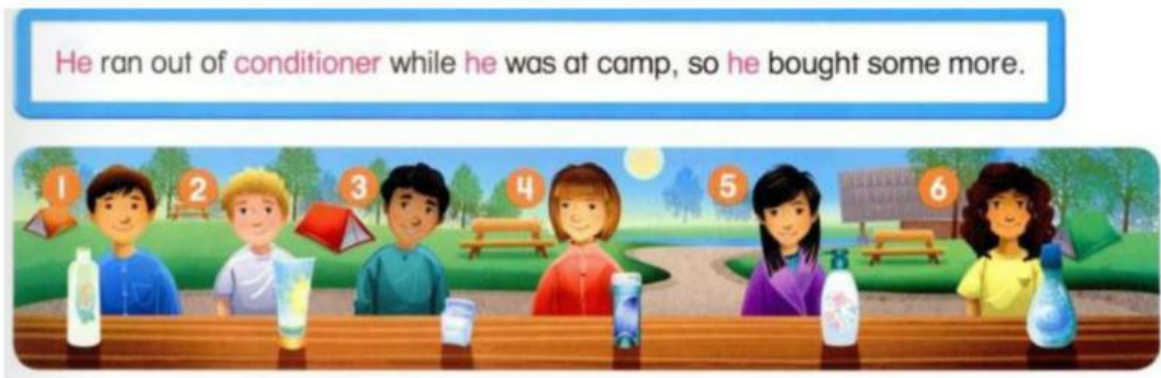 He ran out of conditioner while he was at camp, so he bought some more.
1 2 3 4 5 6